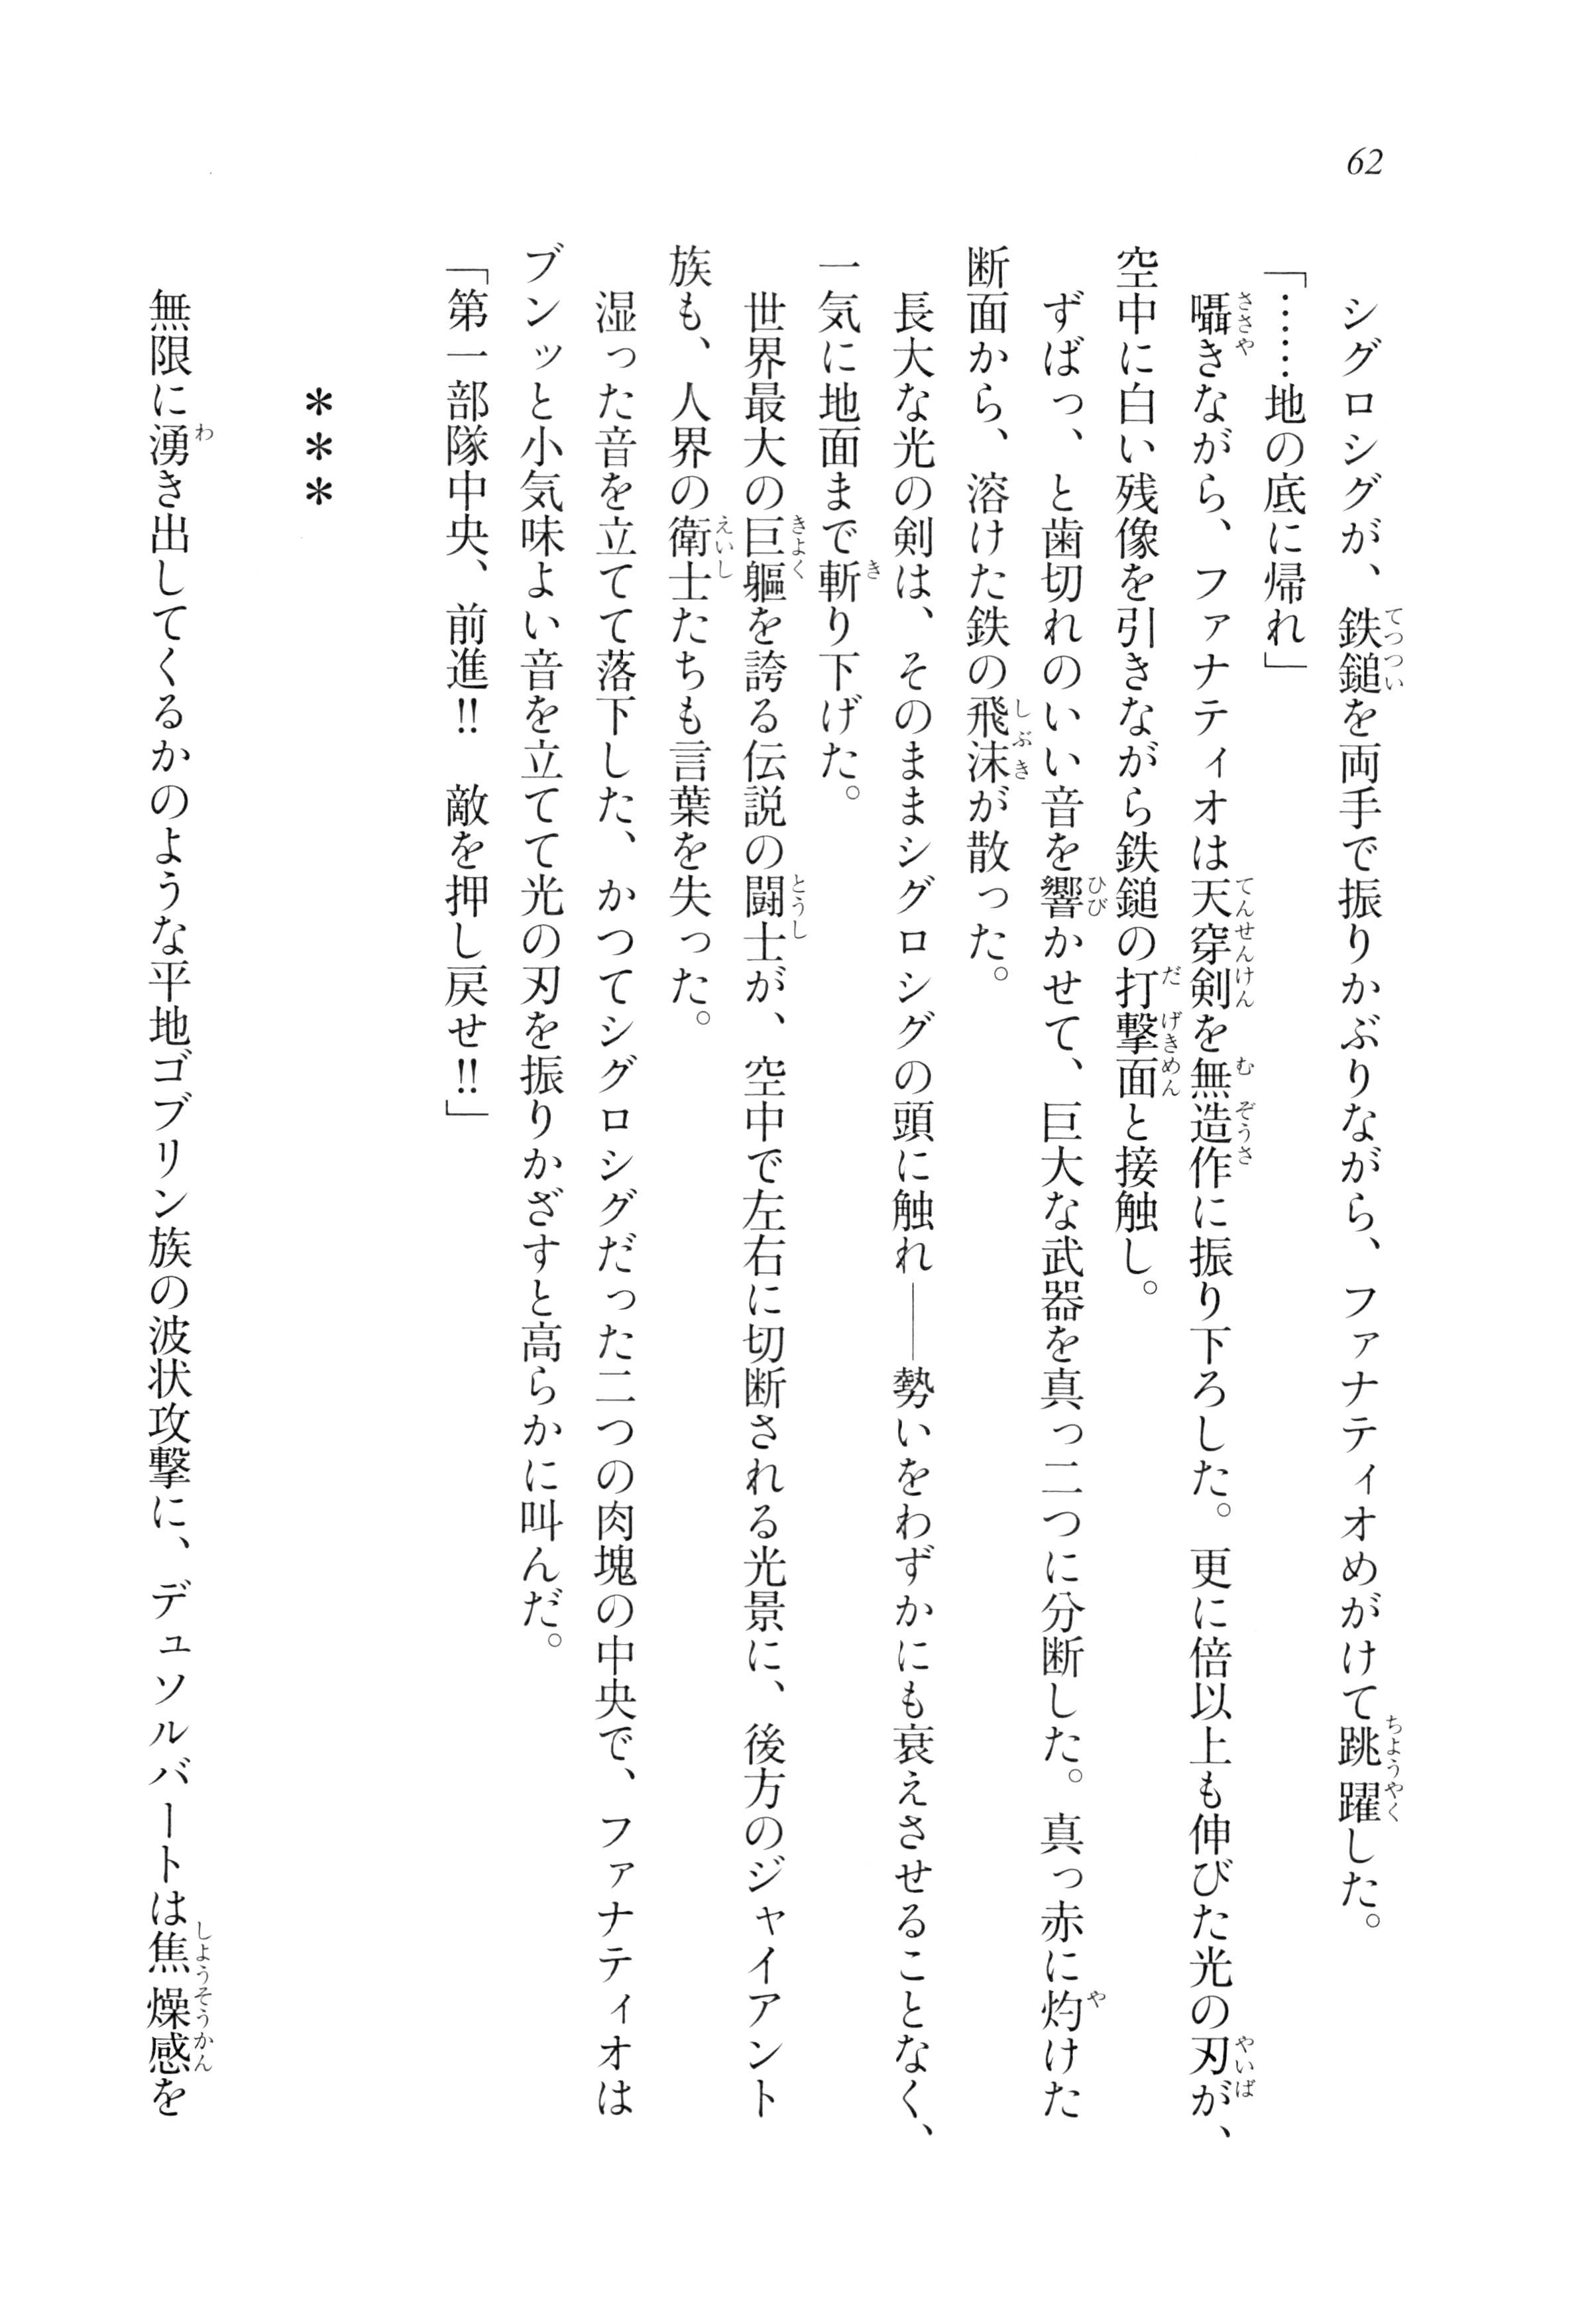 62
シグロシグが、鉄鎚を両手で振りかぶりながら、ファナティオめがけて跳躍した。
「……地の底に帰れ」
囁きながら、ファナティオは天穿剣を無造作に振り下ろした。更に倍以上も伸びた光の刃が、
空中に白い残像を引きながら鉄鎚の打撃面と接触し。
ずばっ、と歯切れのいい音を響かせて、巨大な武器を真っ二つに分断した。真っ赤に灼けた
断面から、溶けた鉄の飛沫が散った。
長大な光の剣は、そのままシグロシグの頭に触れ――勢いをわずかにも衰えさせることなく、
一気に地面まで斬り下げた。
世界最大の巨軀を誇る伝説の闘士が、空中で左右に切断される光景に、後方のジャイアント
族も、人界の衛士たちも言葉を失った。
湿った音を立てて落下した、かつてシグロシグだった二つの肉塊の中央で、ファナティオは
ブンッと小気味よい音を立てて光の刃を振りかざすと高らかに叫んだ。
「第一部隊中央、前進!! 敵を押し戻せ!!」
＊＊＊
無限に湧き出してくるかのような平地ゴブリン族の波状攻撃に、デュソルバートは焦燥感を